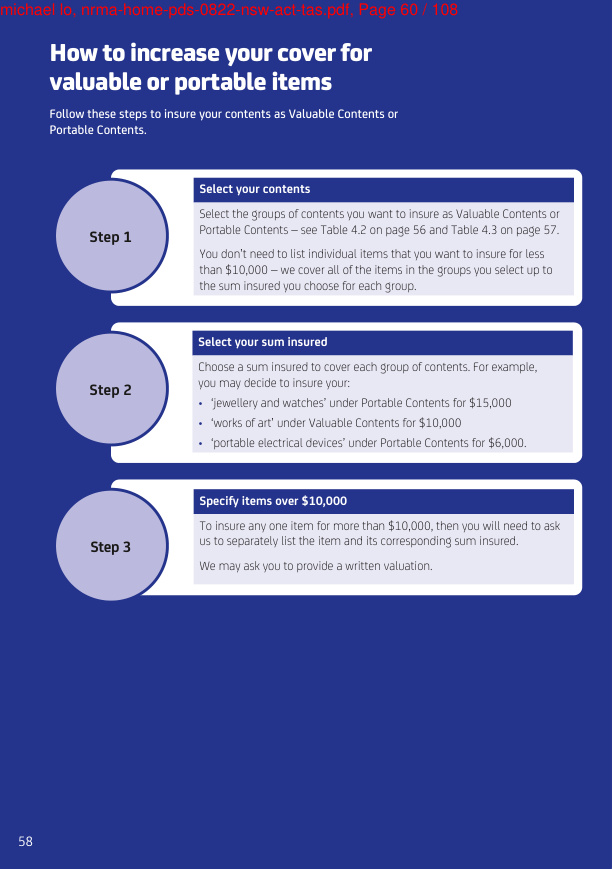 michael lo, nrma-home-pds-0822-nsw-act-tas.pdf, Page 60 / 108
How to increase your cover for
valuable or portable items
Follow these steps to insure your contents as Valuable Contents or
Portable Contents.
Step 1
Select your contents
Select the groups of contents you want to insure as Valuable Contents or
Portable Contents – see Table 4.2 on page 56 and Table 4.3 on page 57.
You don't need to list individual items that you want to insure for less
than $10,000 – we cover all of the items in the groups you select up to
the sum insured you choose for each group.
Step 2
Select your sum insured
Choose a sum insured to cover each group of contents. For example,
you may decide to insure your:
• 'jewellery and watches' under Portable Contents for $15,000
• 'works of art' under Valuable Contents for $10,000
• 'portable electrical devices' under Portable Contents for $6,000.
Step 3
Specify items over $10,000
To insure any one item for more than $10,000, then you will need to ask
us to separately list the item and its corresponding sum insured.
We may ask you to provide a written valuation.
58